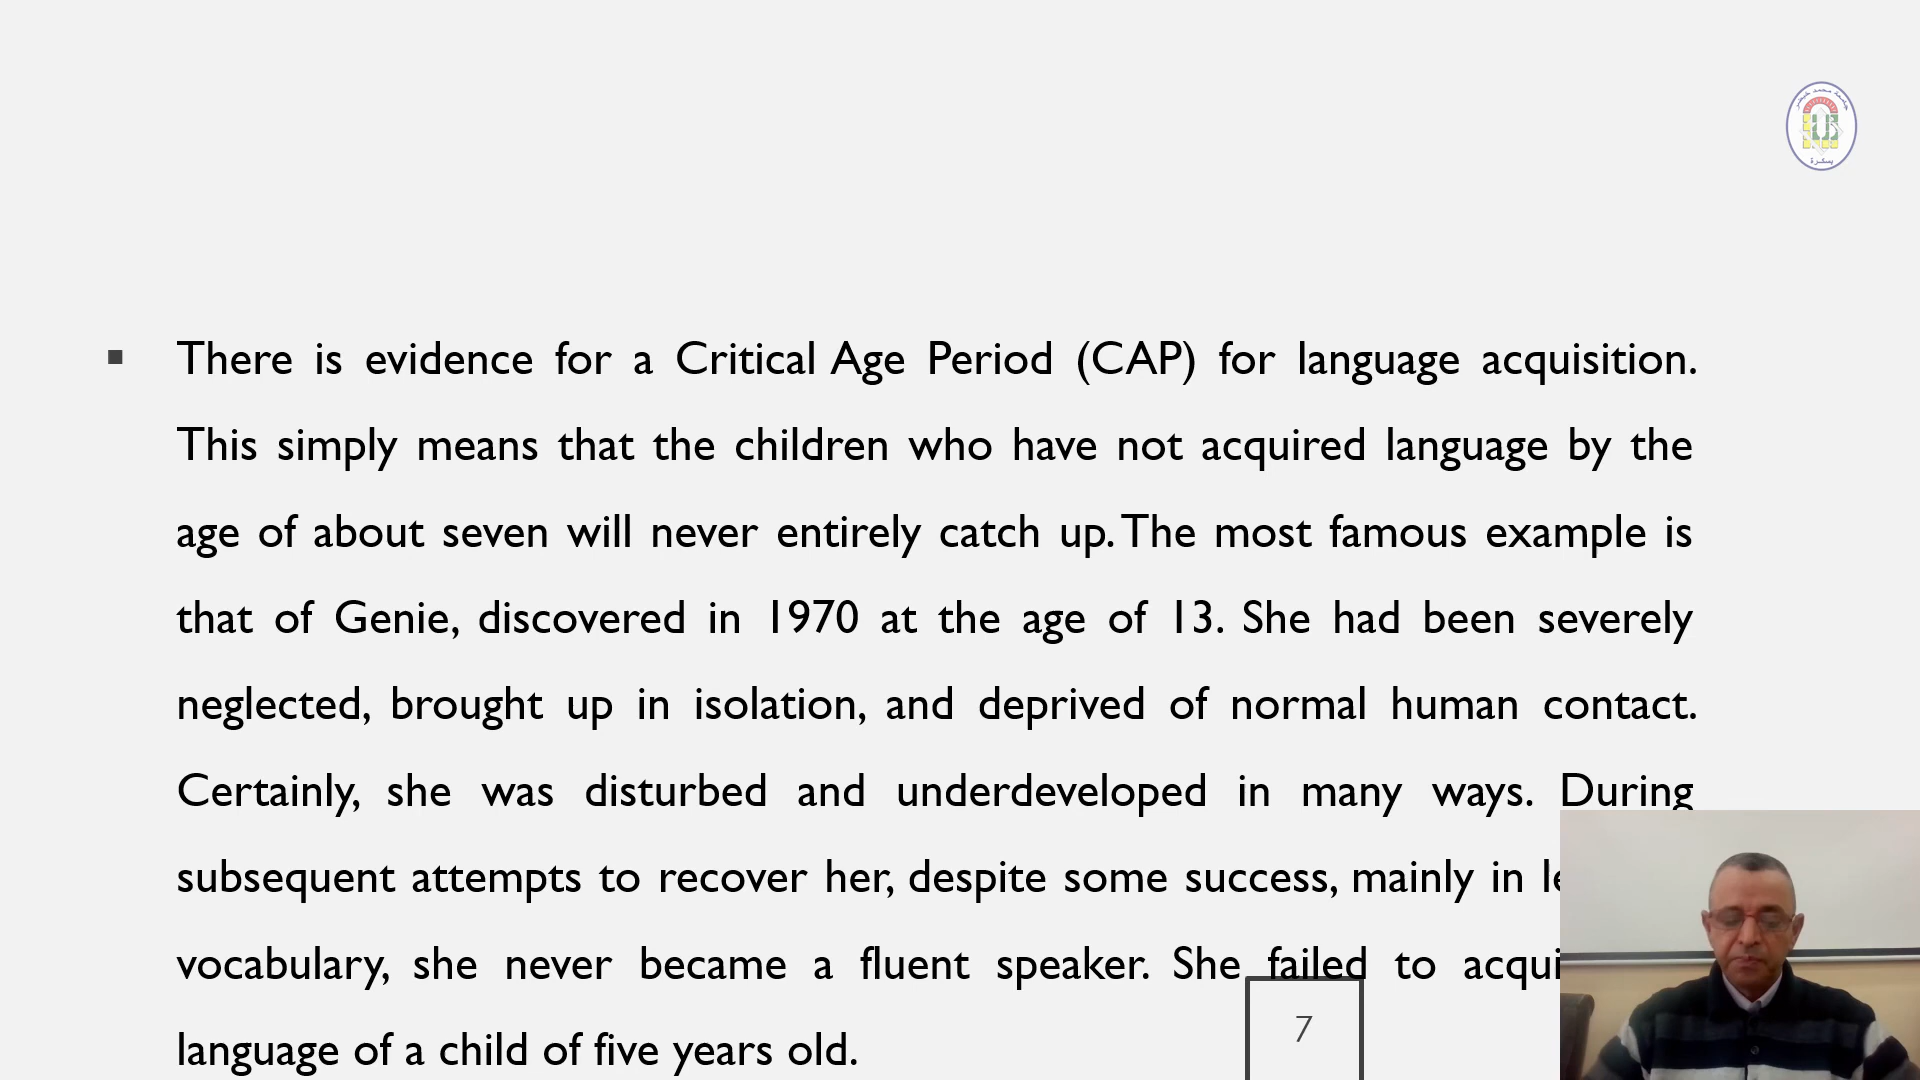 جامعة محمد خيضر
بسكرة
There is evidence for a Critical Age Period (CAP) for language acquisition.
This simply means that the children who have not acquired language by the
age of about seven will never entirely catch up. The most famous example is
that of Genie, discovered in 1970 at the age of 13. She had been severely
neglected, brought up in isolation, and deprived of normal human contact.
Certainly, she was disturbed and underdeveloped in many ways. During
subsequent attempts to recover her, despite some success, mainly in
vocabulary, she never became a fluent speaker. She failed to
language of a child of five years old.
7